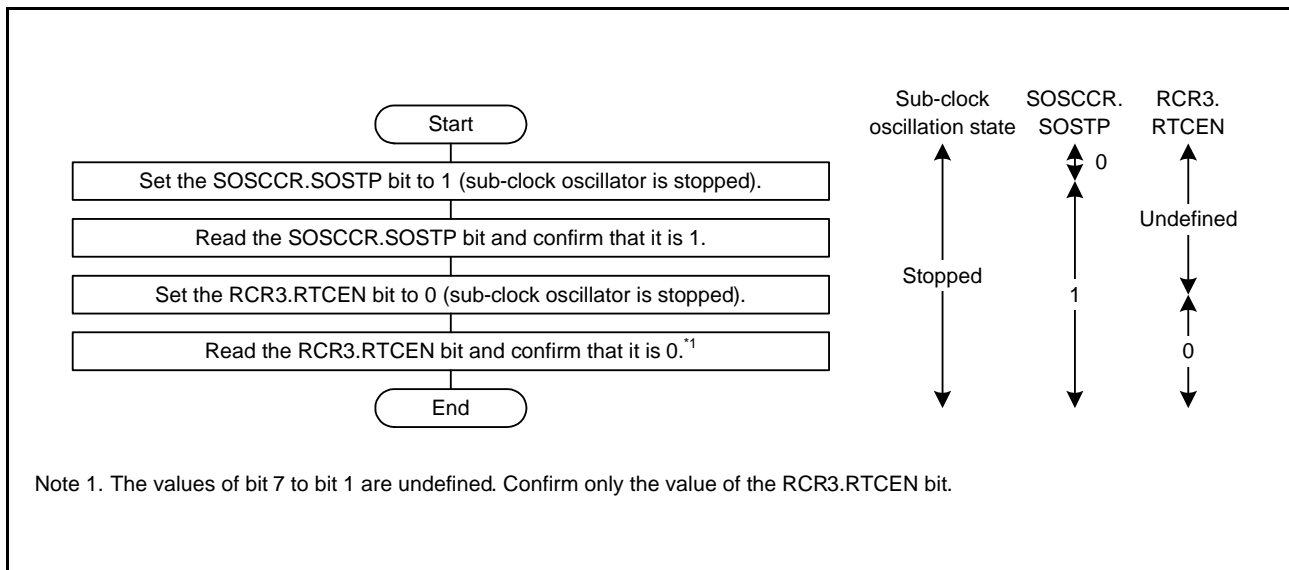 Start
Set the SOSCCR.SOSTP bit to 1 (sub-clock oscillator is stopped).
Read the SOSCCR.SOSTP bit and confirm that it is 1.
Set the RCR3.RTCEN bit to 0 (sub-clock oscillator is stopped).
Read the RCR3.RTCEN bit and confirm that it is 0.*1
End
Sub-clock
oscillation state
Stopped
SOSCCR.
SOSTP
0
1
RCR3.
RTCEN
Undefined
0
Note 1. The values of bit 7 to bit 1 are undefined. Confirm only the value of the RCR3.RTCEN bit.